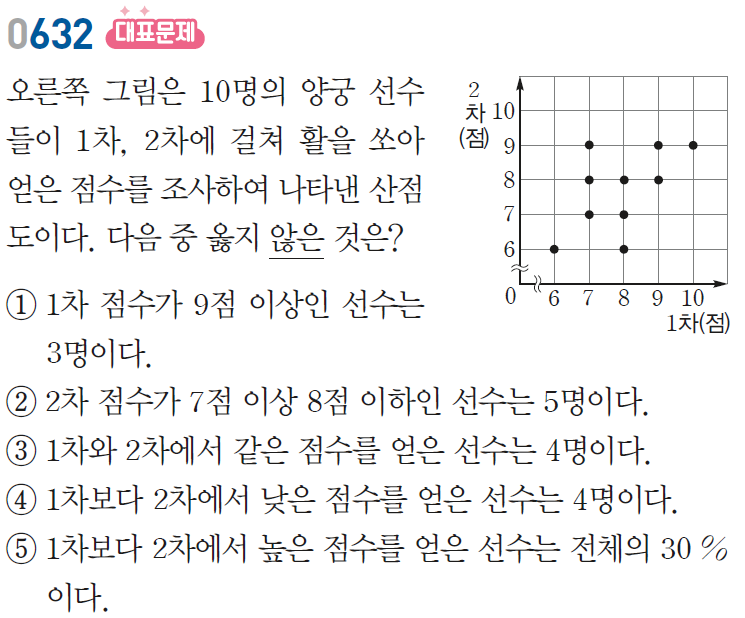 0632 대표문제
오른쪽 그림은 10명의 양궁 선수
들이 1차, 2차에 걸쳐 활을 쏘아
얻은 점수를 조사하여 나타낸 산점
도이다. 다음 중 옳지 않은 것은?
① 1차 점수가 9점 이상인 선수는
3명이다.
② 2차 점수가 7점 이상 8점 이하인 선수는 5명이다.
③ 1차와 2차에서 같은 점수를 얻은 선수는 4명이다.
④ 1차보다 2차에서 낮은 점수를 얻은 선수는 4명이다.
⑤ 1차보다 2차에서 높은 점수를 얻은 선수는 전체의 30 %
이다.
2
차
(점)
10
9
8
7
6
0 6 7 8 9 10
1차(점)